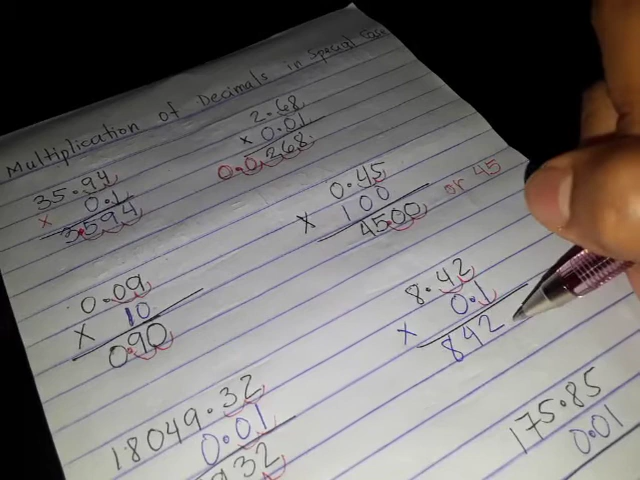 Multiplication of Decimals in Special Case
35.94
x 0.1
3.594
2.68
x 0.01
0.0268
0.45
x 100
4500 or 45
0.09
x 10
0.90
8.42
x 0.1
842
18049.32
0.01
932
175.85
0.01